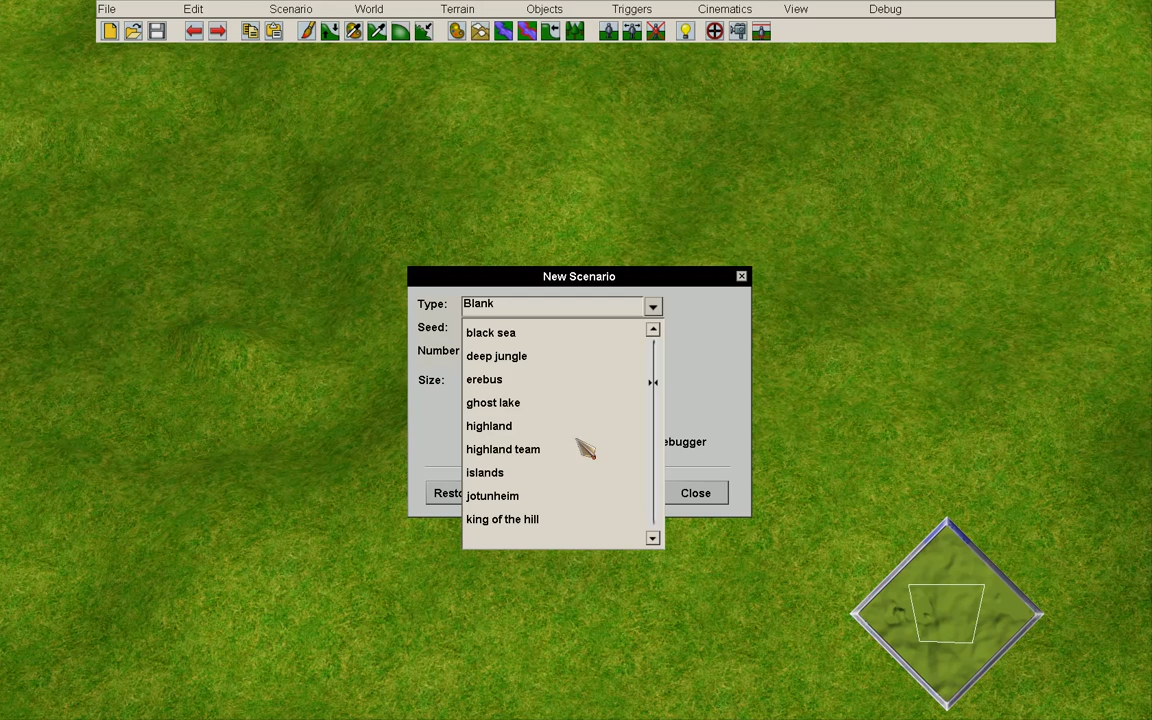 File Edit Scenario World Terrain Objects Triggers Cinematics View Debug
New Scenario
Type: Blank
Seed:
Number
Size:
black sea
deep jungle
erebus
ghost lake
highland
highland team
islands
jotunheim
king of the hill
ebugger
Resto
Close